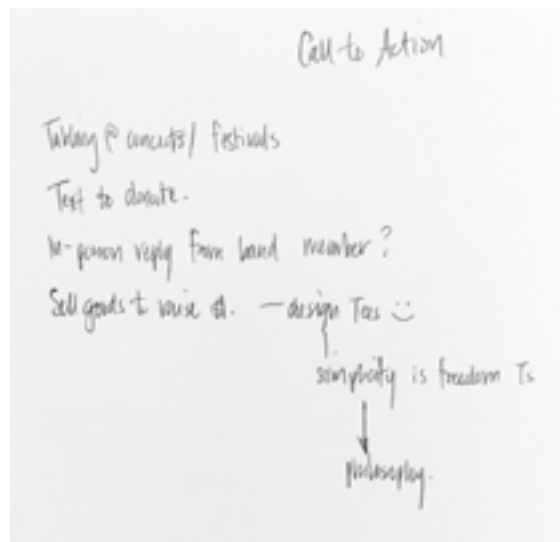 Call to Action
Tabling @ concerts / festivals
Text to donate.
In-person reply from band member?
Sell goods to raise $. — design Tees :)
simplicity is freedom Ts
philosophy.